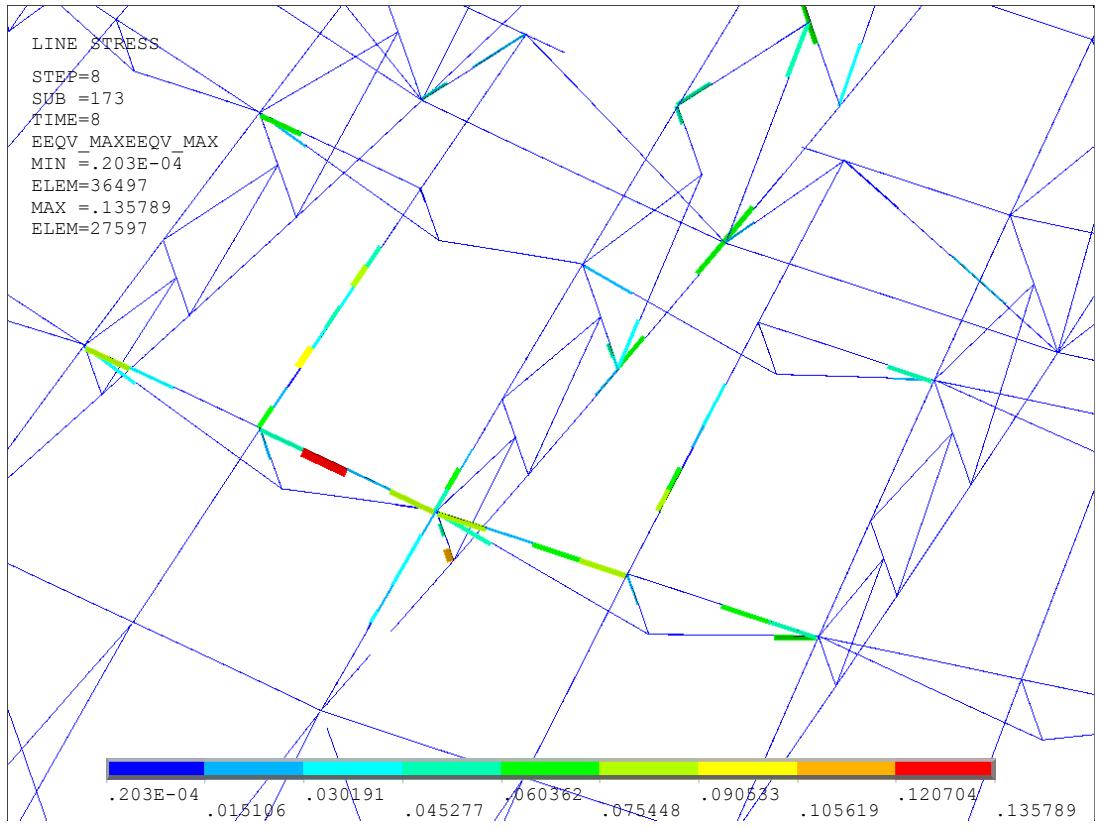 LINE STRESS
STEP=8
SUB =173
TIME=8
EEQV_MAXEEQV_MAX
MIN =.203E-04
ELEM=36497
MAX =.135789
ELEM=27597
.203E-04 .030191 .060362 .090533 .120704
.015106 .045277 .075448 .105619 .135789